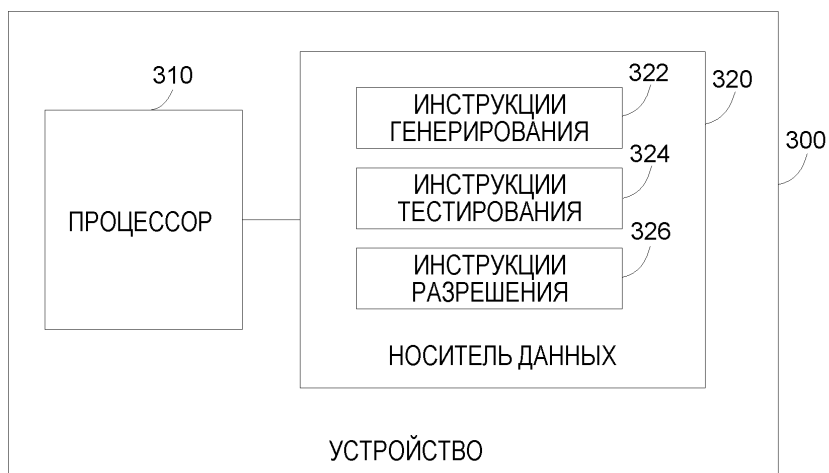 310
ПРОЦЕССОР
322
320
ИНСТРУКЦИИ
ГЕНЕРИРОВАНИЯ
300
324
ИНСТРУКЦИИ
ТЕСТИРОВАНИЯ
326
ИНСТРУКЦИИ
РАЗРЕШЕНИЯ
НОСИТЕЛЬ ДАННЫХ
УСТРОЙСТВО